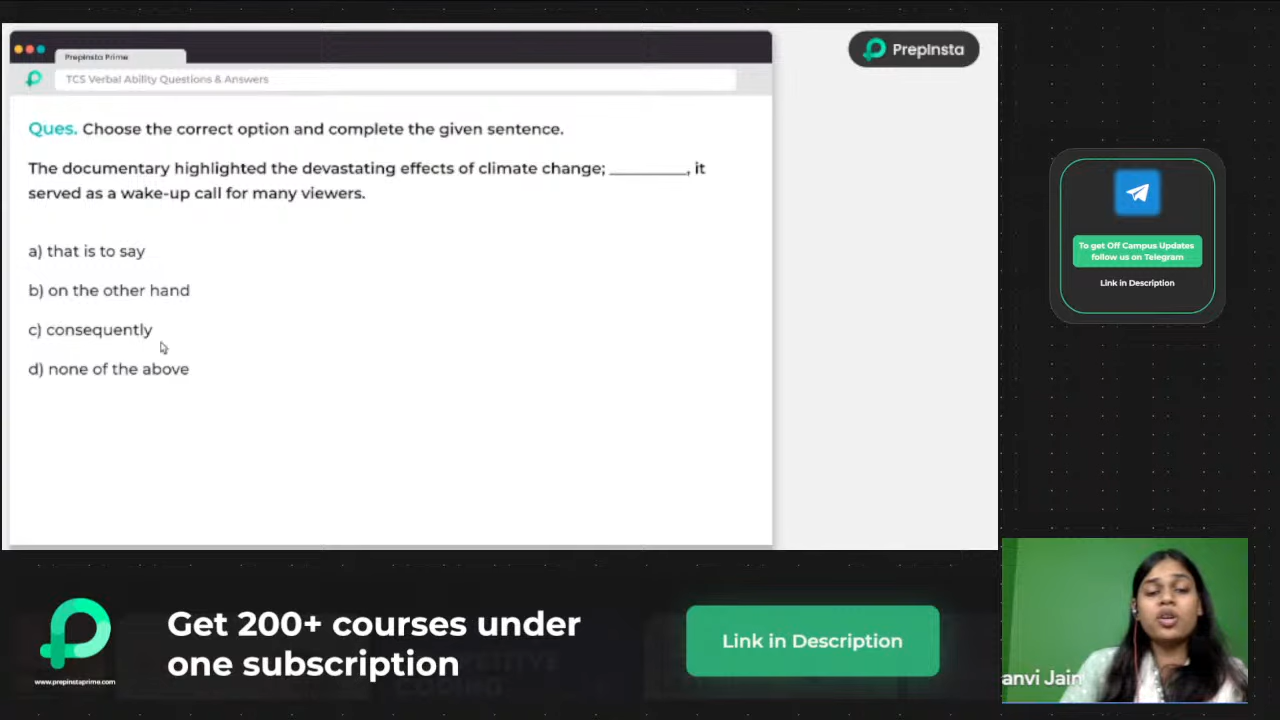 PrepInsta Prime
TCS Verbal Ability Questions & Answers
PrepInsta
Ques. Choose the correct option and complete the given sentence.
The documentary highlighted the devastating effects of climate change; _________, it
served as a wake-up call for many viewers.
a) that is to say
b) on the other hand
c) consequently
d) none of the above
To get Off Campus Updates
follow us on Telegram
Link in Description
Get 200+ courses under
one subscription
www.prepinstaprime.com
Link in Description
anvi Jain